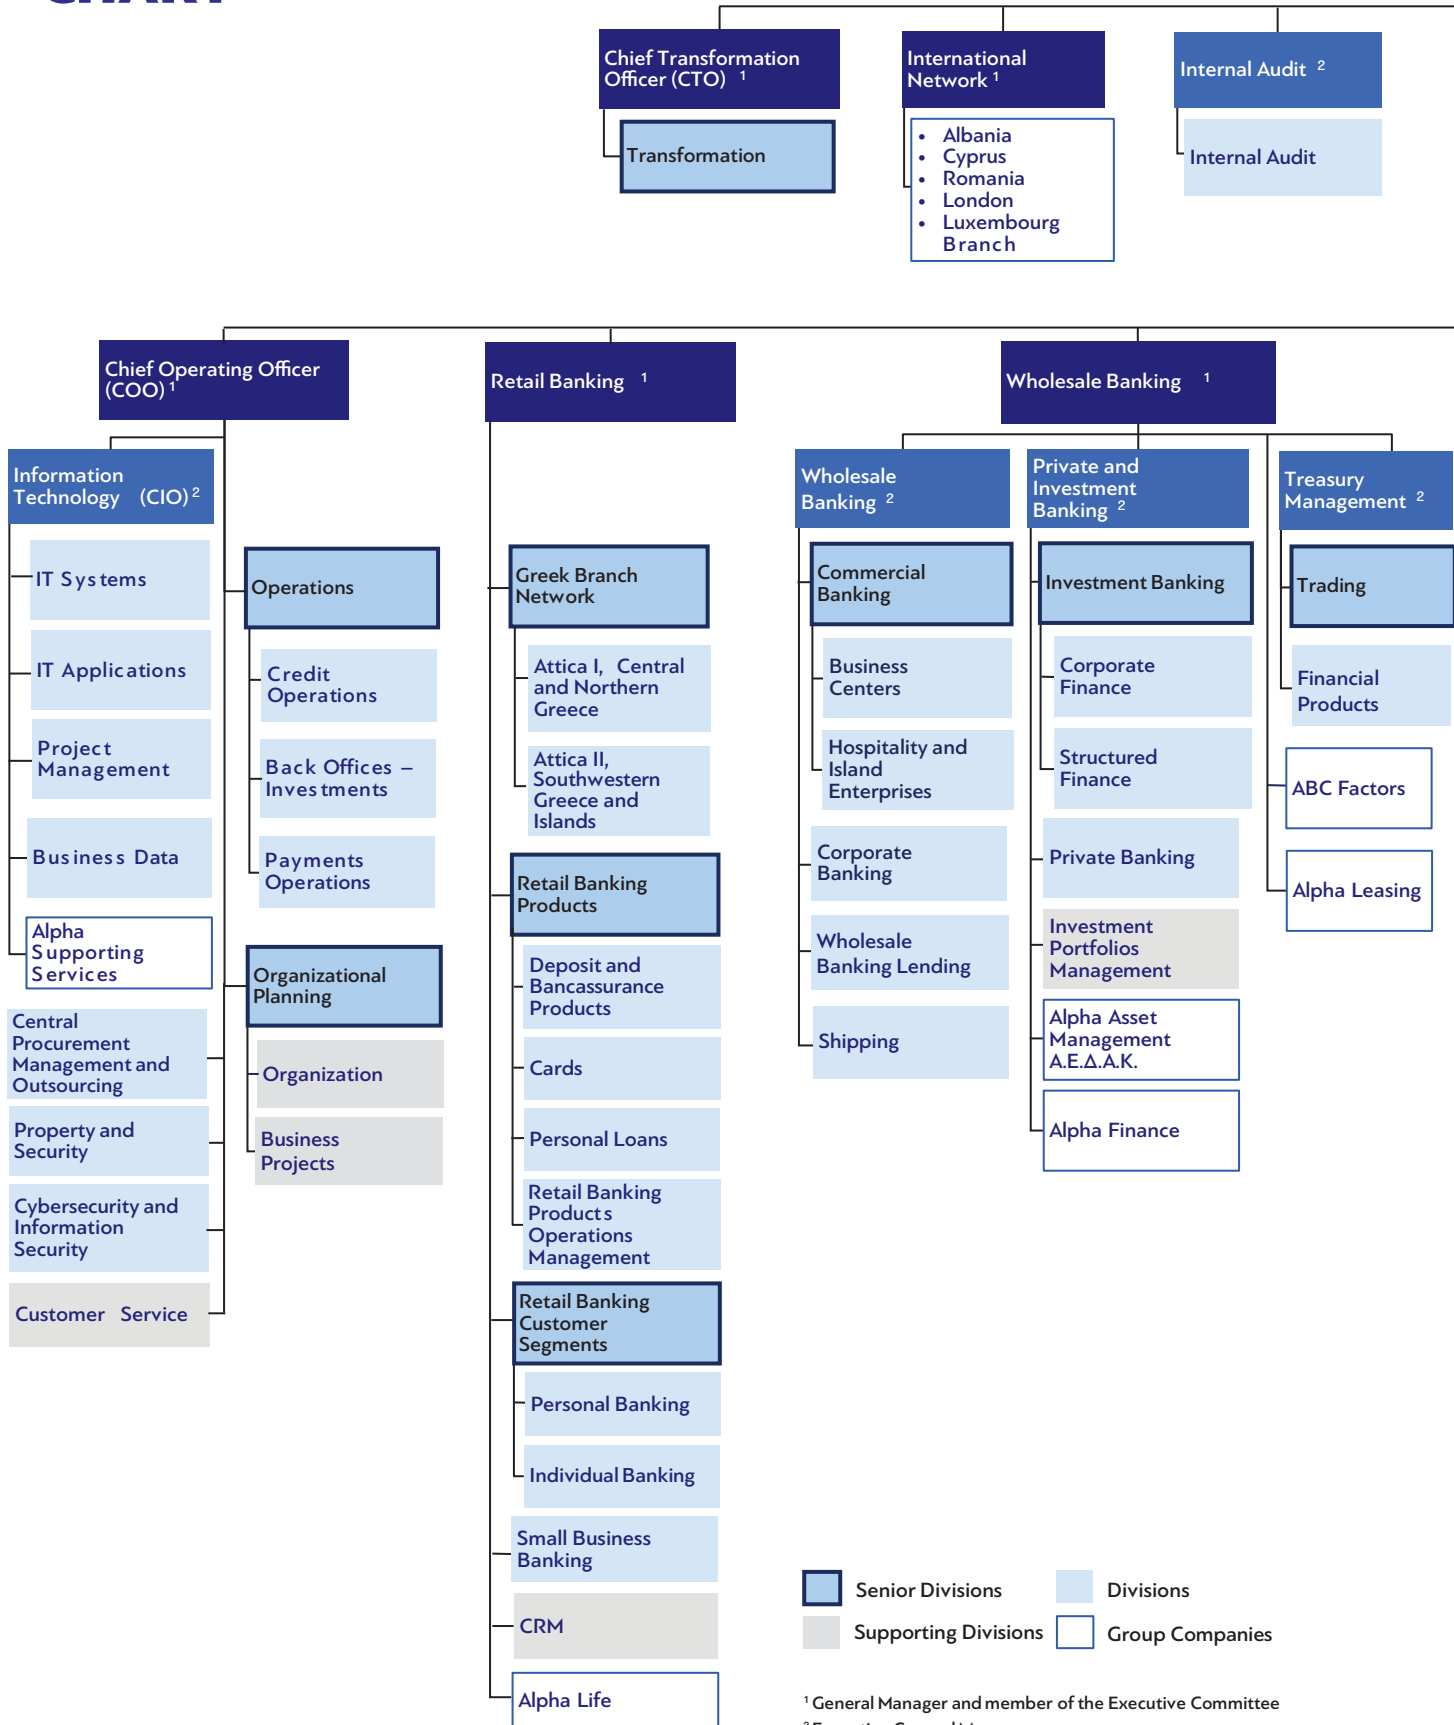 CHART
Chief Transformation
Officer (CTO) 1
Transformation
International
Network 1
• Albania
• Cyprus
• Romania
• London
• Luxembourg
Branch
Internal Audit 2
Internal Audit
Chief Operating Officer
(COO) 1
Information
Technology (CIO) 2
IT Systems
IT Applications
Project
Management
Business Data
Alpha
Supporting
Services
Central
Procurement
Management and
Outsourcing
Property and
Security
Cybersecurity and
Information
Security
Customer Service
Operations
Credit
Operations
Back Offices –
Investments
Payments
Operations
Organizational
Planning
Organization
Business
Projects
Retail Banking 1
Greek Branch
Network
Attica I, Central
and Northern
Greece
Attica II,
Southwestern
Greece and
Islands
Retail Banking
Products
Deposit and
Bancassurance
Products
Cards
Personal Loans
Retail Banking
Products
Operations
Management
Retail Banking
Customer
Segments
Personal Banking
Individual Banking
Small Business
Banking
CRM
Alpha Life
Wholesale Banking 1
Wholesale
Banking 2
Commercial
Banking
Business
Centers
Hospitality and
Island
Enterprises
Corporate
Banking
Wholesale
Banking Lending
Shipping
Private and
Investment
Banking 2
Investment Banking
Corporate
Finance
Structured
Finance
Private Banking
Investment
Portfolios
Management
Alpha Asset
Management
Α.Ε.Δ.Α.Κ.
Alpha Finance
Treasury
Management 2
Trading
Financial
Products
ABC Factors
Alpha Leasing
Senior Divisions
Divisions
Supporting Divisions
Group Companies
1 General Manager and member of the Executive Committee